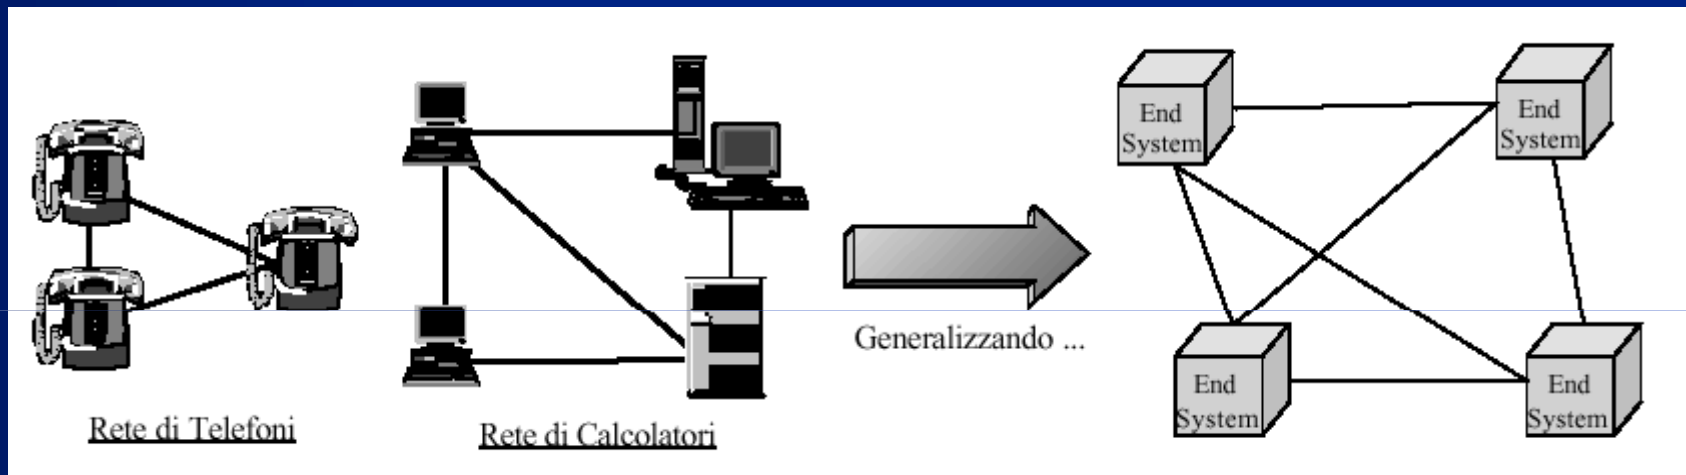 Rete di Telefoni
Rete di Calcolatori
Generalizzando ...
End
System
End
System
End
System
End
System